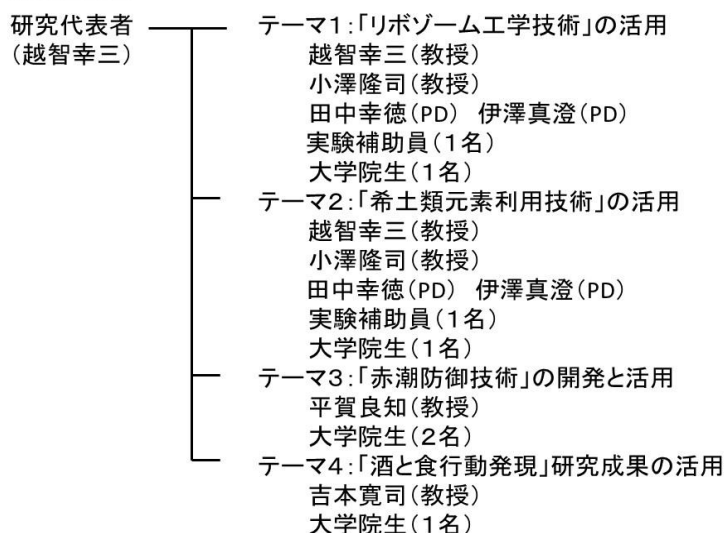 研究代表者
(越智幸三)
テーマ1:「リボゾーム工学技術」の活用
越智幸三(教授)
小澤隆司(教授)
田中幸徳(PD) 伊澤真澄(PD)
実験補助員(1名)
大学院生(1名)
テーマ2:「希土類元素利用技術」の活用
越智幸三(教授)
小澤隆司(教授)
田中幸徳(PD) 伊澤真澄(PD)
実験補助員(1名)
大学院生(1名)
テーマ3:「赤潮防御技術」の開発と活用
平賀良知(教授)
大学院生(2名)
テーマ4:「酒と食行動発現」研究成果の活用
吉本寛司(教授)
大学院生(1名)